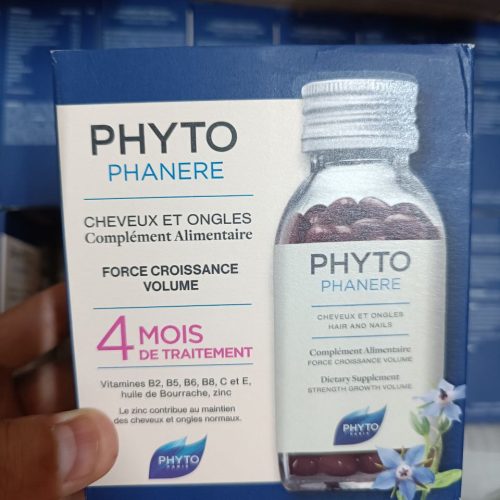 PHYTO
PHANERE
CHEVEUX ET ONGLES
Complément Alimentaire
FORCE CROISSANCE
VOLUME
4 MOIS
DE TRAITEMENT
Vitamines B2, B5, B6, B8, C et E,
huile de Bourrache, zinc
Le zinc contribue au maintien
des cheveux et ongles normaux.
PHYTO
PARIS
PHYTO
PHANERE
CHEVEUX ET ONGLES
HAIR AND NAILS
Complément Alimentaire
FORCE CROISSANCE VOLUME
Dietary Supplement
STRENGTH GROWTH VOLUME
PHYTO
PARIS